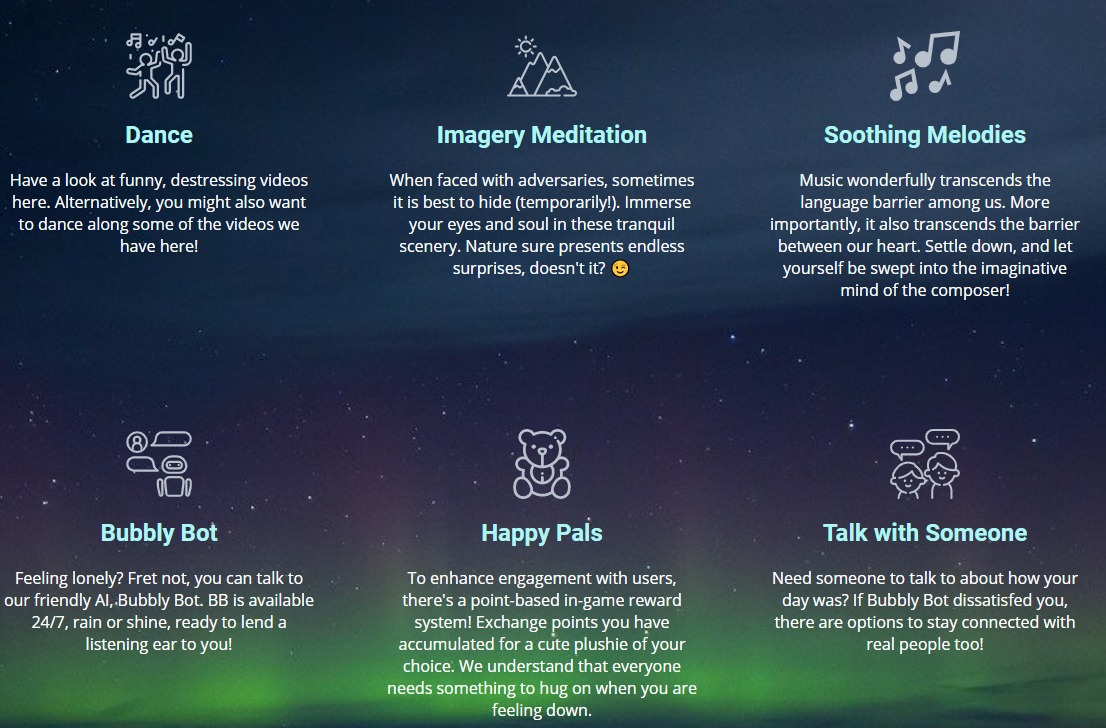 Dance
Have a look at funny, destressing videos
here. Alternatively, you might also want
to dance along some of the videos we
have here!
Imagery Meditation
When faced with adversaries, sometimes
it is best to hide (temporarily!). Immerse
your eyes and soul in these tranquil
scenery. Nature sure presents endless
surprises, doesn't it? 😉
Soothing Melodies
Music wonderfully transcends the
language barrier among us. More
importantly, it also transcends the barrier
between our heart. Settle down, and let
yourself be swept into the imaginative
mind of the composer!
Bubbly Bot
Feeling lonely? Fret not, you can talk to
our friendly AI, Bubbly Bot. BB is available
24/7, rain or shine, ready to lend a
listening ear to you!
Happy Pals
To enhance engagement with users,
there's a point-based in-game reward
system! Exchange points you have
accumulated for a cute plushie of your
choice. We understand that everyone
needs something to hug on when you are
feeling down.
Talk with Someone
Need someone to talk to about how your
day was? If Bubbly Bot dissatisfed you,
there are options to stay connected with
real people too!